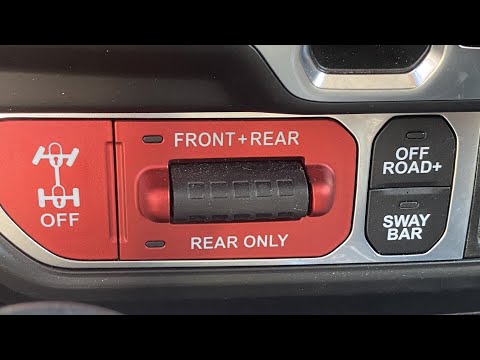 OFF
FRONT+REAR
REAR ONLY
OFF
ROAD+
SWAY
BAR